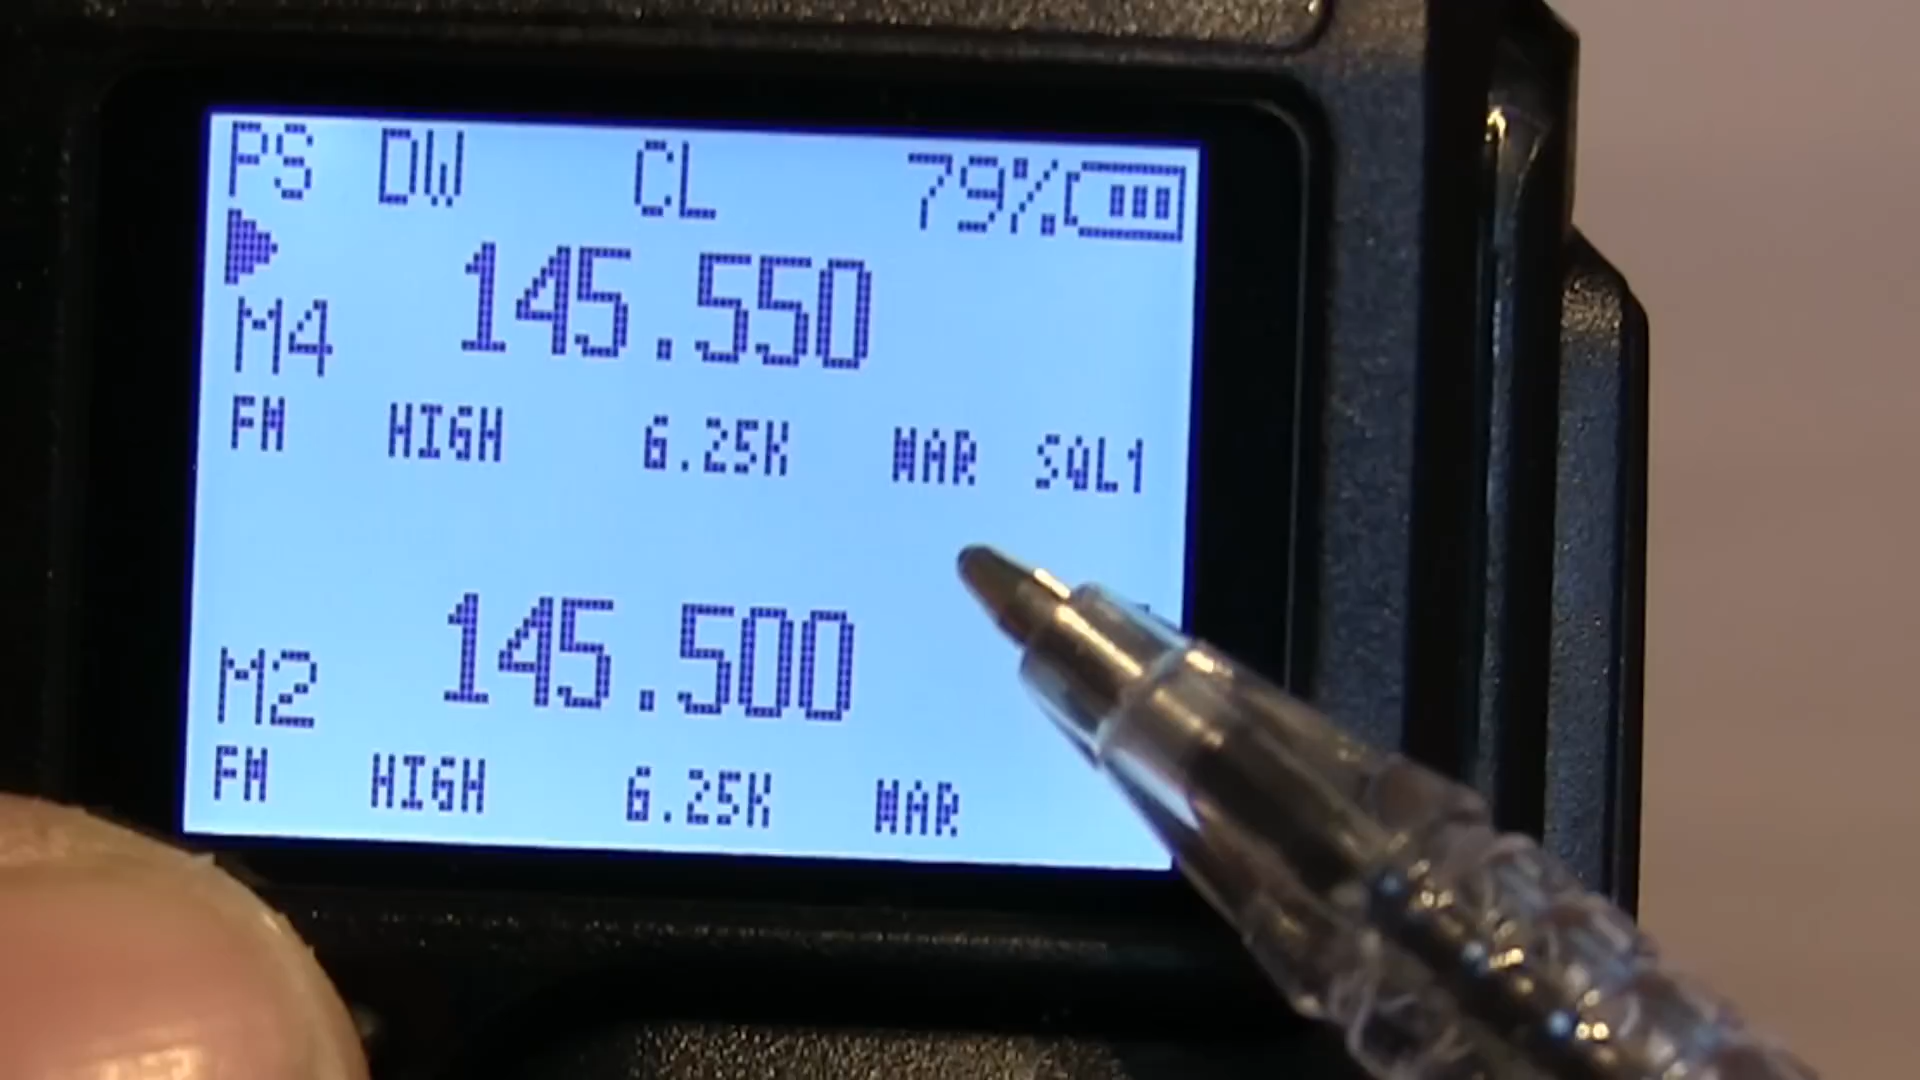 PS DW CL 79%
M4 145.550
FM HIGH 6.25K NAR SQL1
M2 145.500
FM HIGH 6.25K NAR